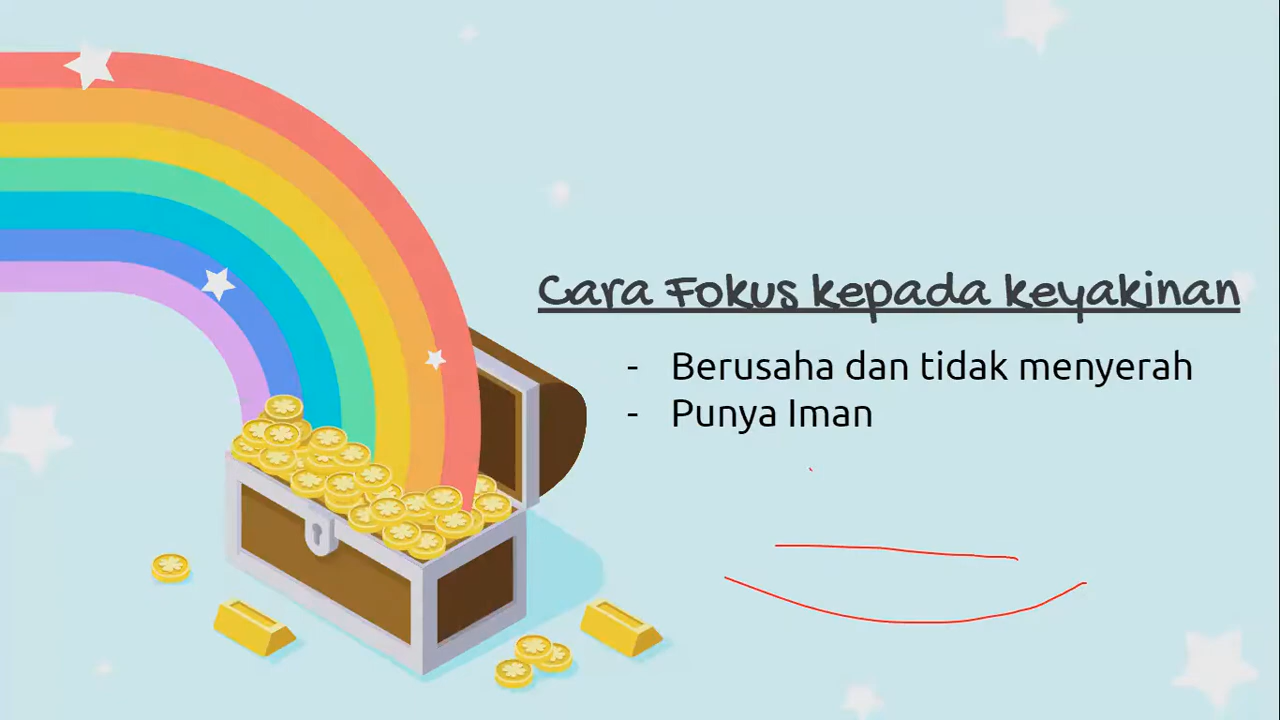 Cara Fokus kepada keyakinan
- Berusaha dan tidak menyerah
- Punya Iman